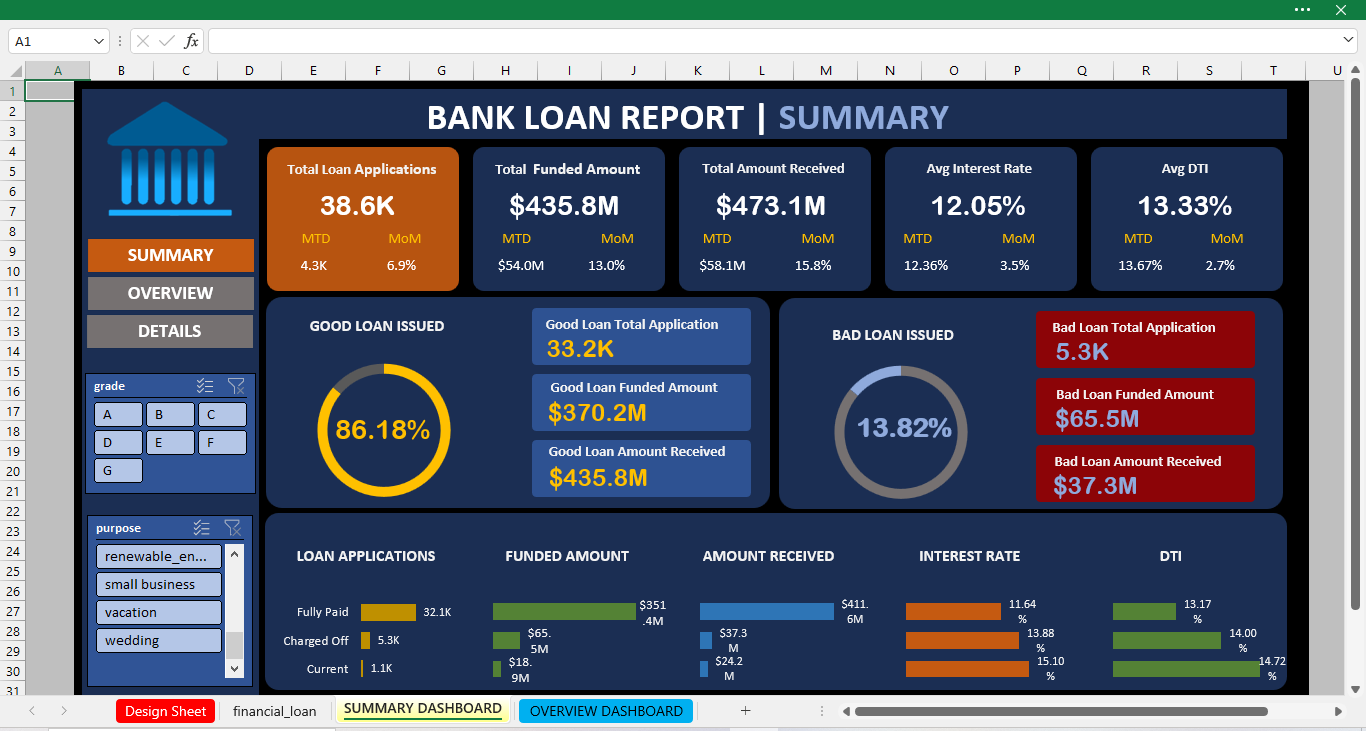 A1
fx
A B C D E F G H I J K L M N O P Q R S T U
1
2
3
4
5
6
7
8
9
10
11
12
13
14
15
16
17
18
19
20
21
22
23
24
25
26
27
28
29
30
31
BANK LOAN REPORT | SUMMARY
SUMMARY
OVERVIEW
DETAILS
grade
A B C
D E F
G
purpose
renewable_en...
small business
vacation
wedding
Total Loan Applications
38.6K
MTD MoM
4.3K 6.9%
Total Funded Amount
$435.8M
MTD MoM
$54.0M 13.0%
Total Amount Received
$473.1M
MTD MoM
$58.1M 15.8%
Avg Interest Rate
12.05%
MTD MoM
12.36% 3.5%
Avg DTI
13.33%
MTD MoM
13.67% 2.7%
GOOD LOAN ISSUED
86.18%
Good Loan Total Application
33.2K
Good Loan Funded Amount
$370.2M
Good Loan Amount Received
$435.8M
BAD LOAN ISSUED
13.82%
Bad Loan Total Application
5.3K
Bad Loan Funded Amount
$65.5M
Bad Loan Amount Received
$37.3M
LOAN APPLICATIONS
Fully Paid 32.1K
Charged Off 5.3K
Current 1.1K
FUNDED AMOUNT
$351
.4M
$65.
5M
$18.
9M
AMOUNT RECEIVED
$411.
6M
$37.3
M
$24.2
M
INTEREST RATE
11.64
%
13.88
%
15.10
%
DTI
13.17
%
14.00
%
14.72
%
Design Sheet financial_loan SUMMARY DASHBOARD OVERVIEW DASHBOARD